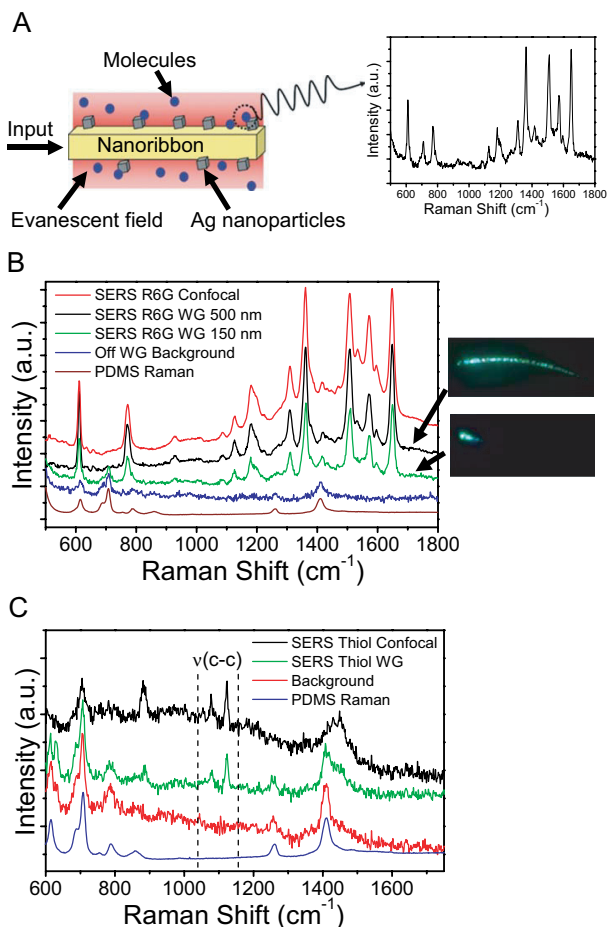 A
Molecules
Input
Nanoribbon
Evanescent field
Ag nanoparticles
Intensity (a.u.)
600 800 1000 1200 1400 1600 1800
Raman Shift (cm-1)
B
SERS R6G Confocal
SERS R6G WG 500 nm
SERS R6G WG 150 nm
Off WG Background
PDMS Raman
Intensity (a.u.)
600 800 1000 1200 1400 1600 1800
Raman Shift (cm-1)
C
ν(c-c)
SERS Thiol Confocal
SERS Thiol WG
Background
PDMS Raman
Intensity (a.u.)
600 800 1000 1200 1400 1600
Raman Shift (cm-1)